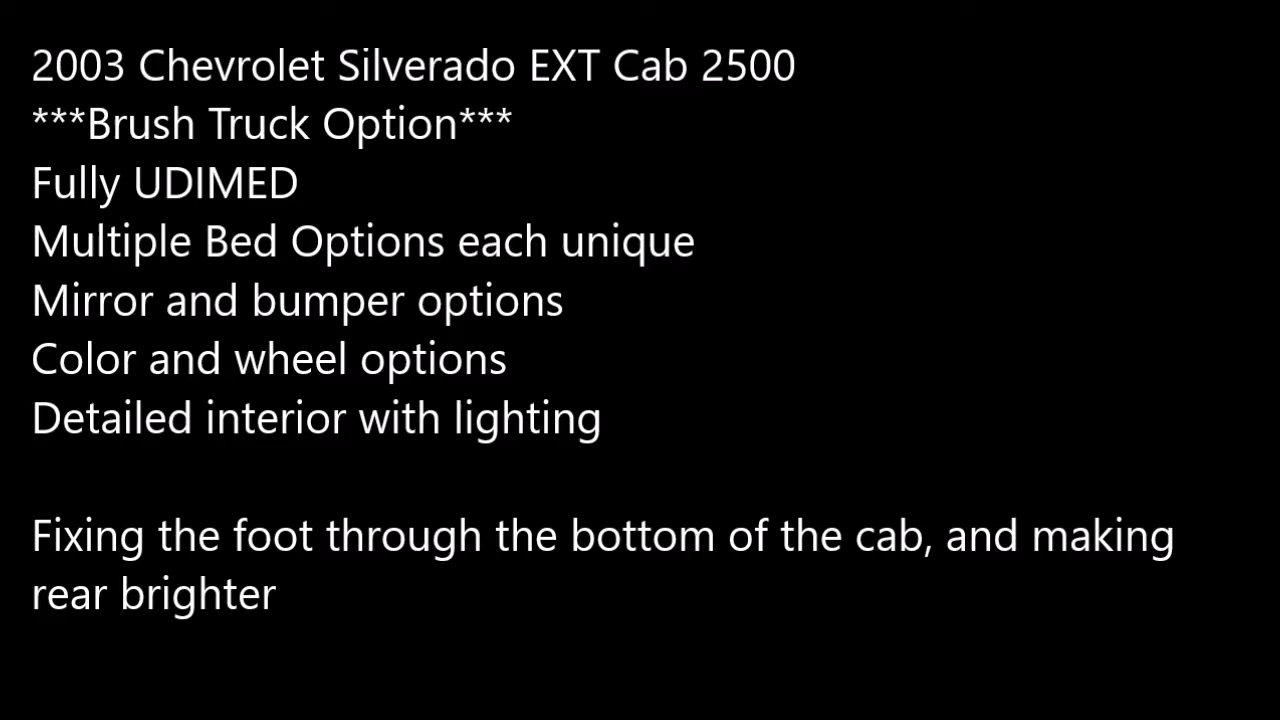 2003 Chevrolet Silverado EXT Cab 2500
***Brush Truck Option***
Fully UDIMED
Multiple Bed Options each unique
Mirror and bumper options
Color and wheel options
Detailed interior with lighting
Fixing the foot through the bottom of the cab, and making
rear brighter